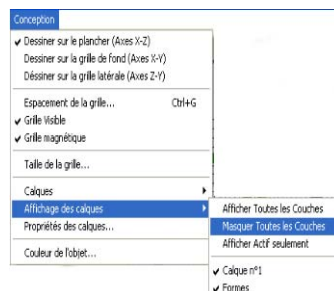 Conception
Dessiner sur le plancher (Axes X-Z)
Dessiner sur la grille de fond (Axes X-Y)
Déssiner sur la grille latérale (Axes Z-Y)
Espacement de la grille... Ctrl+G
Grille Visible
Grille magnétique
Taille de la grille...
Calques
Affichage des calques
Propriétés des calques...
Couleur de l'objet...
Afficher Toutes les Couches
Masquer Toutes les Couches
Afficher Actif seulement
Calque n°1
Formes